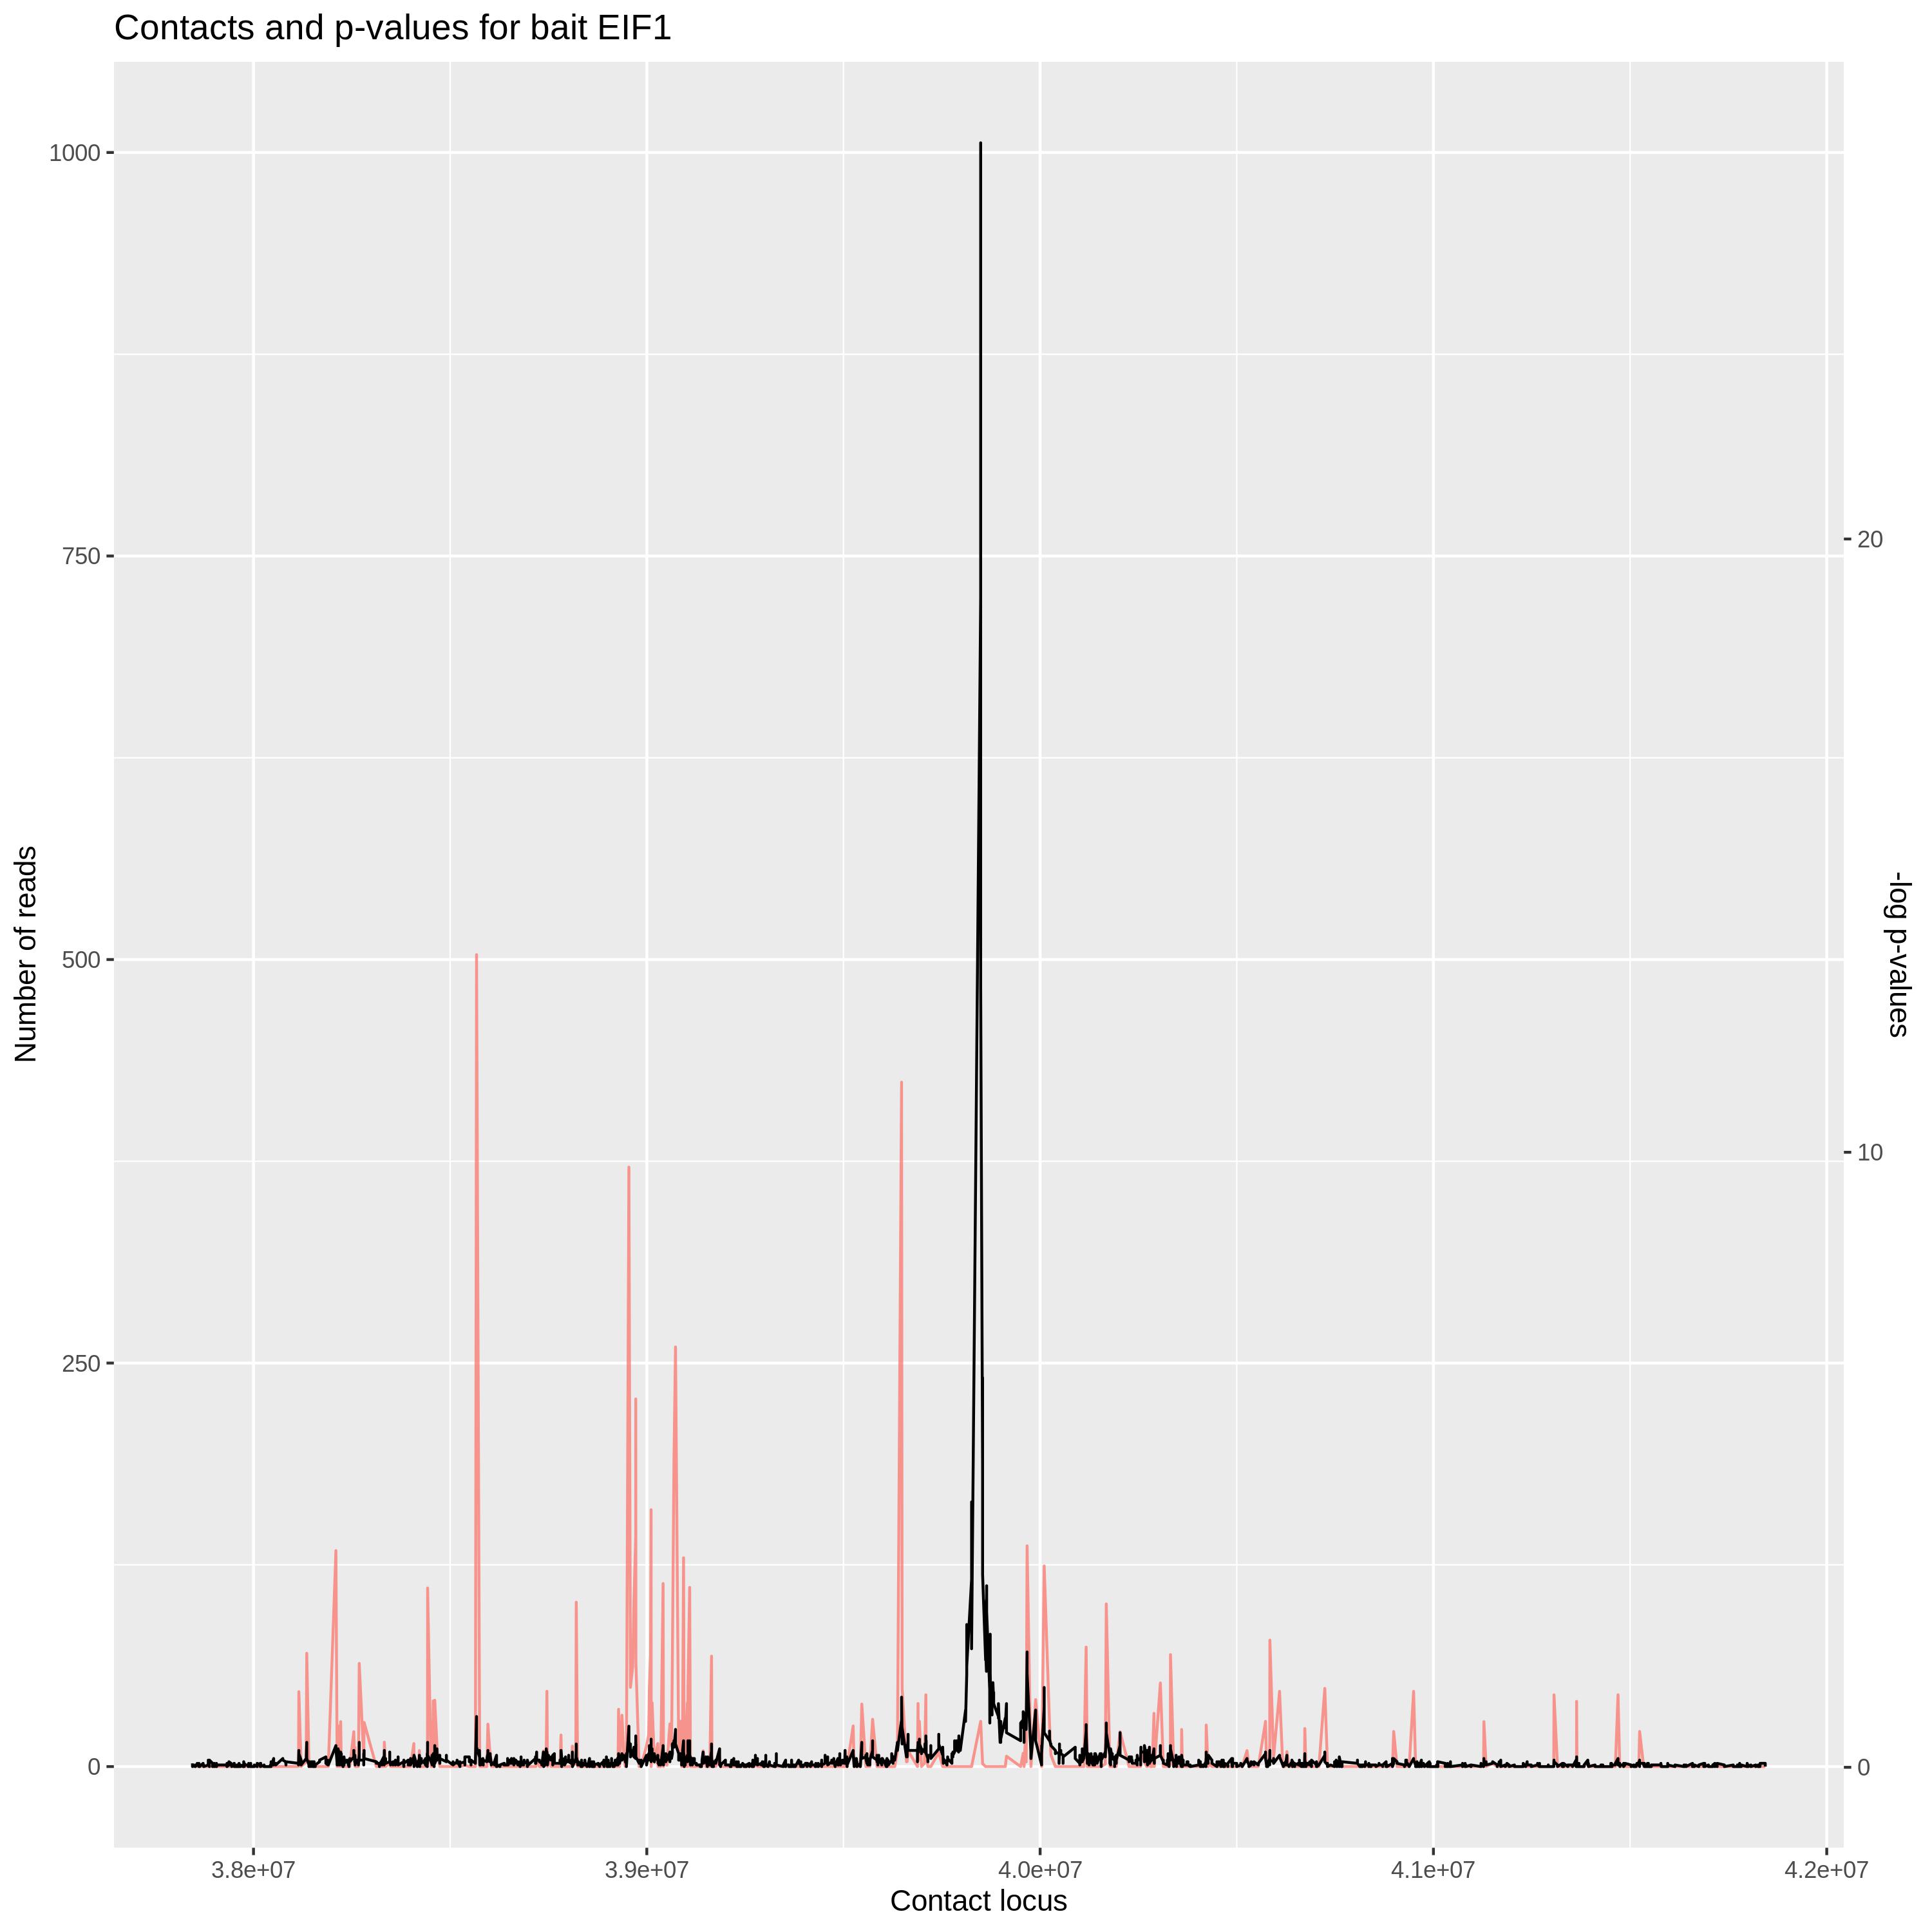 Contacts and p-values for bait EIF1
1000
750
500
250
0
Number of reads
20
10
0
-log p-values
3.8e+07
3.9e+07
4.0e+07
4.1e+07
4.2e+07
Contact locus